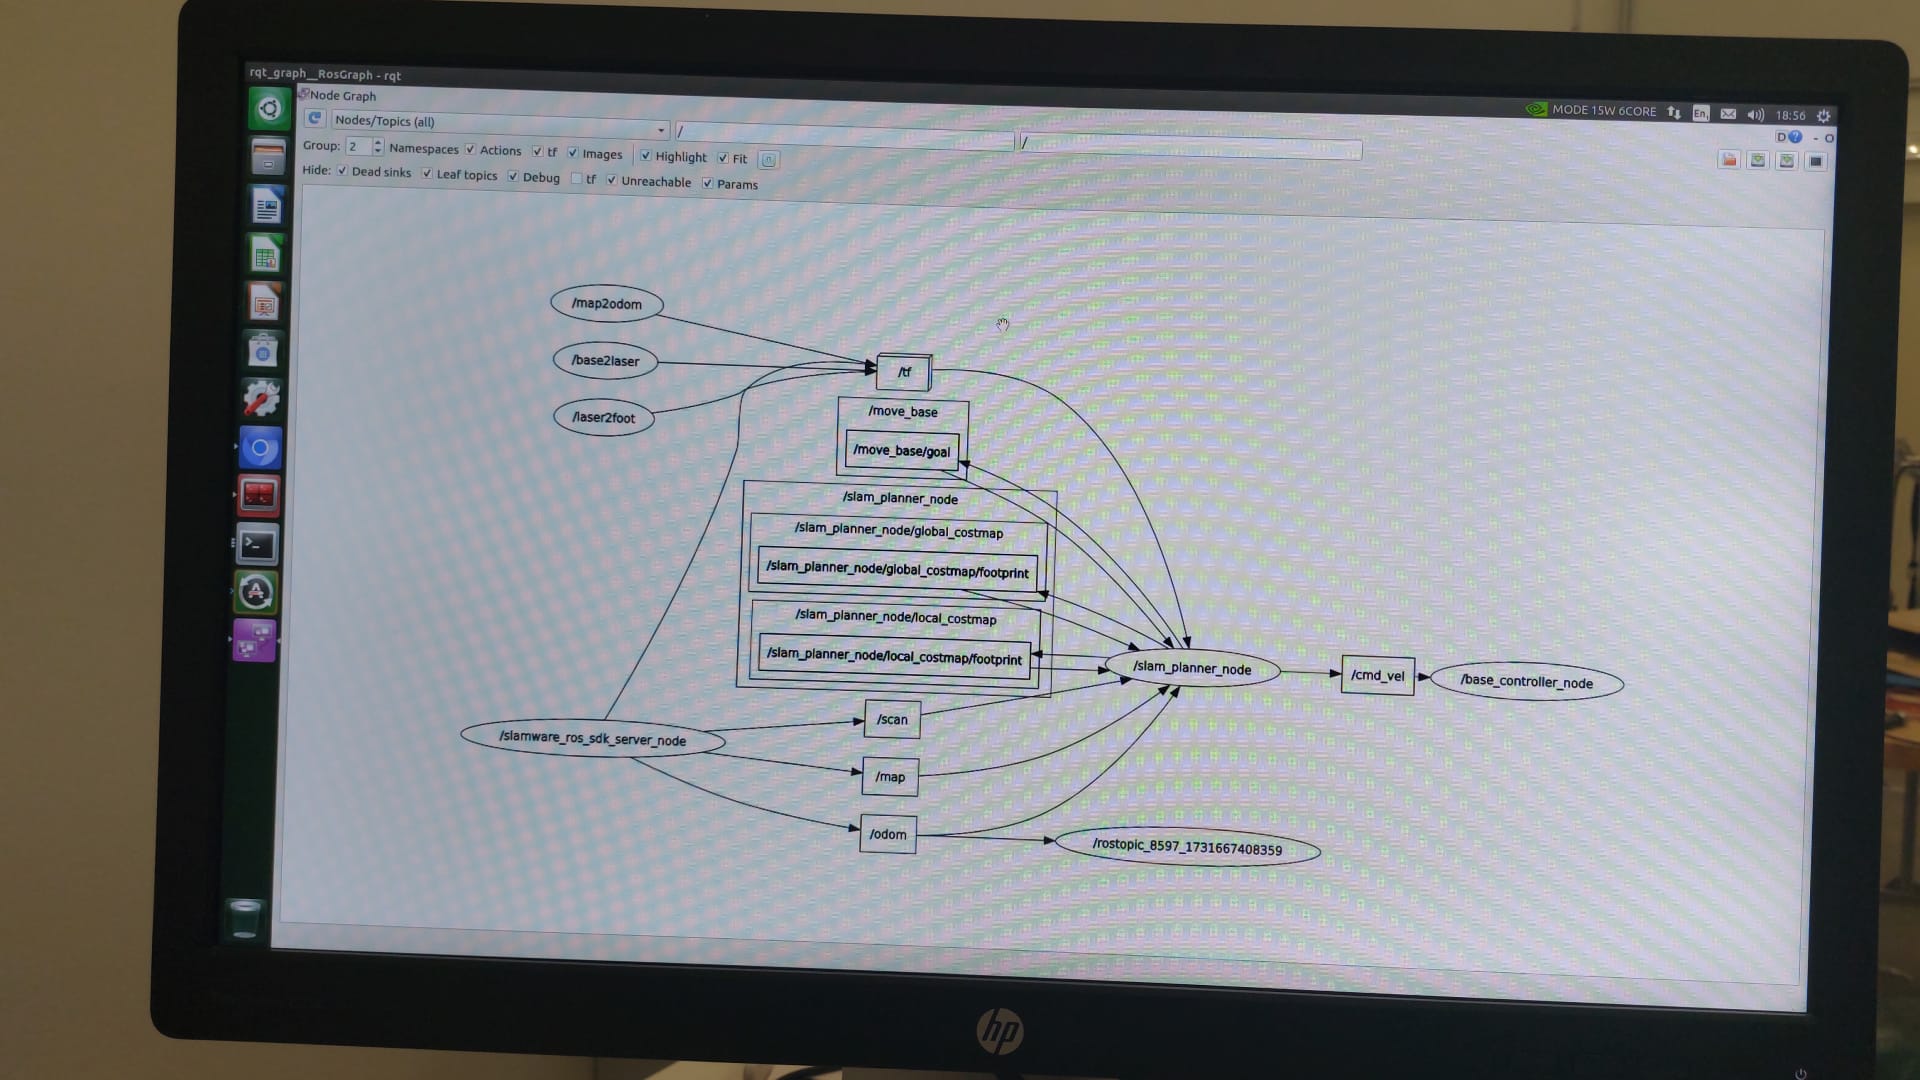 rqt_graph__RosGraph - rqt
MODE 15W 6CORE En 18:56
Node Graph
D ? - O
Nodes/Topics (all) / /
Group: 2 Namespaces Actions tf Images Highlight Fit
Hide: Dead sinks Leaf topics Debug tf Unreachable Params
/map2odom
/base2laser
/tf
/laser2foot
/move_base
/move_base/goal
/slam_planner_node
/slam_planner_node/global_costmap
/slam_planner_node/global_costmap/footprint
/slam_planner_node/local_costmap
/slam_planner_node/local_costmap/footprint
/slam_planner_node
/cmd_vel
/base_controller_node
/scan
/slamware_ros_sdk_server_node
/map
/odom
/rostopic_8597_1731667408359
hp